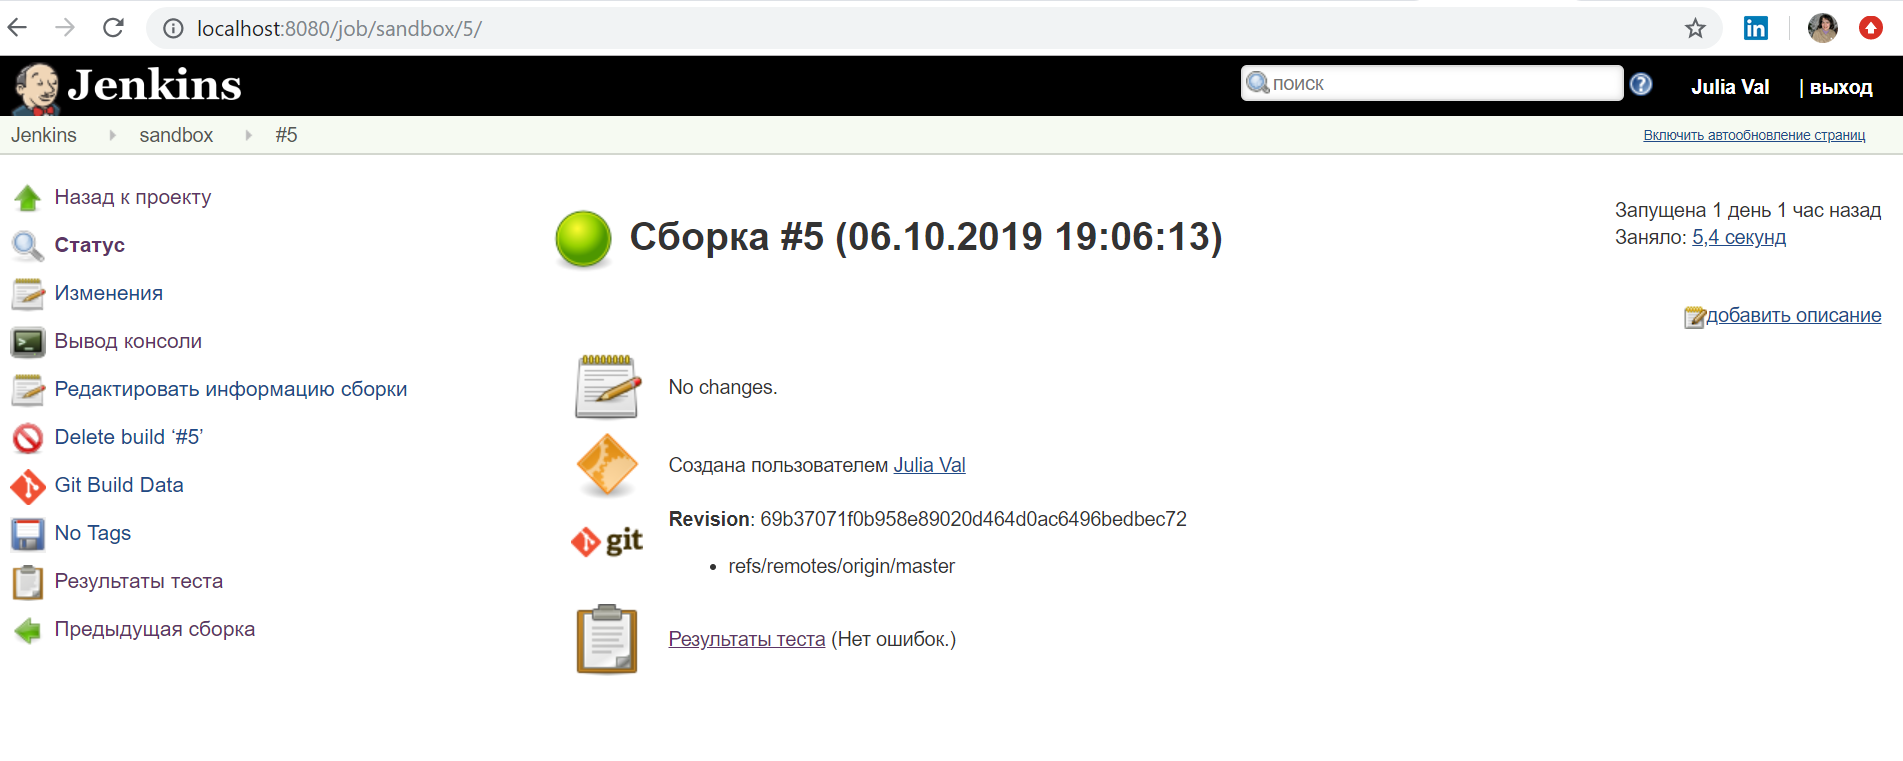 localhost:8080/job/sandbox/5/
in
Jenkins
поиск
?
Julia Val | выход
Jenkins sandbox #5
Включить автообновление страниц
Назад к проекту
Статус
Изменения
Вывод консоли
Редактировать информацию сборки
Delete build ‘#5’
Git Build Data
No Tags
Результаты теста
Предыдущая сборка
Сборка #5 (06.10.2019 19:06:13)
Запущена 1 день 1 час назад
Заняло: 5,4 секунд
добавить описание
No changes.
Создана пользователем Julia Val
git
Revision: 69b37071f0b958e89020d464d0ac6496bedbec72
• refs/remotes/origin/master
Результаты теста (Нет ошибок.)